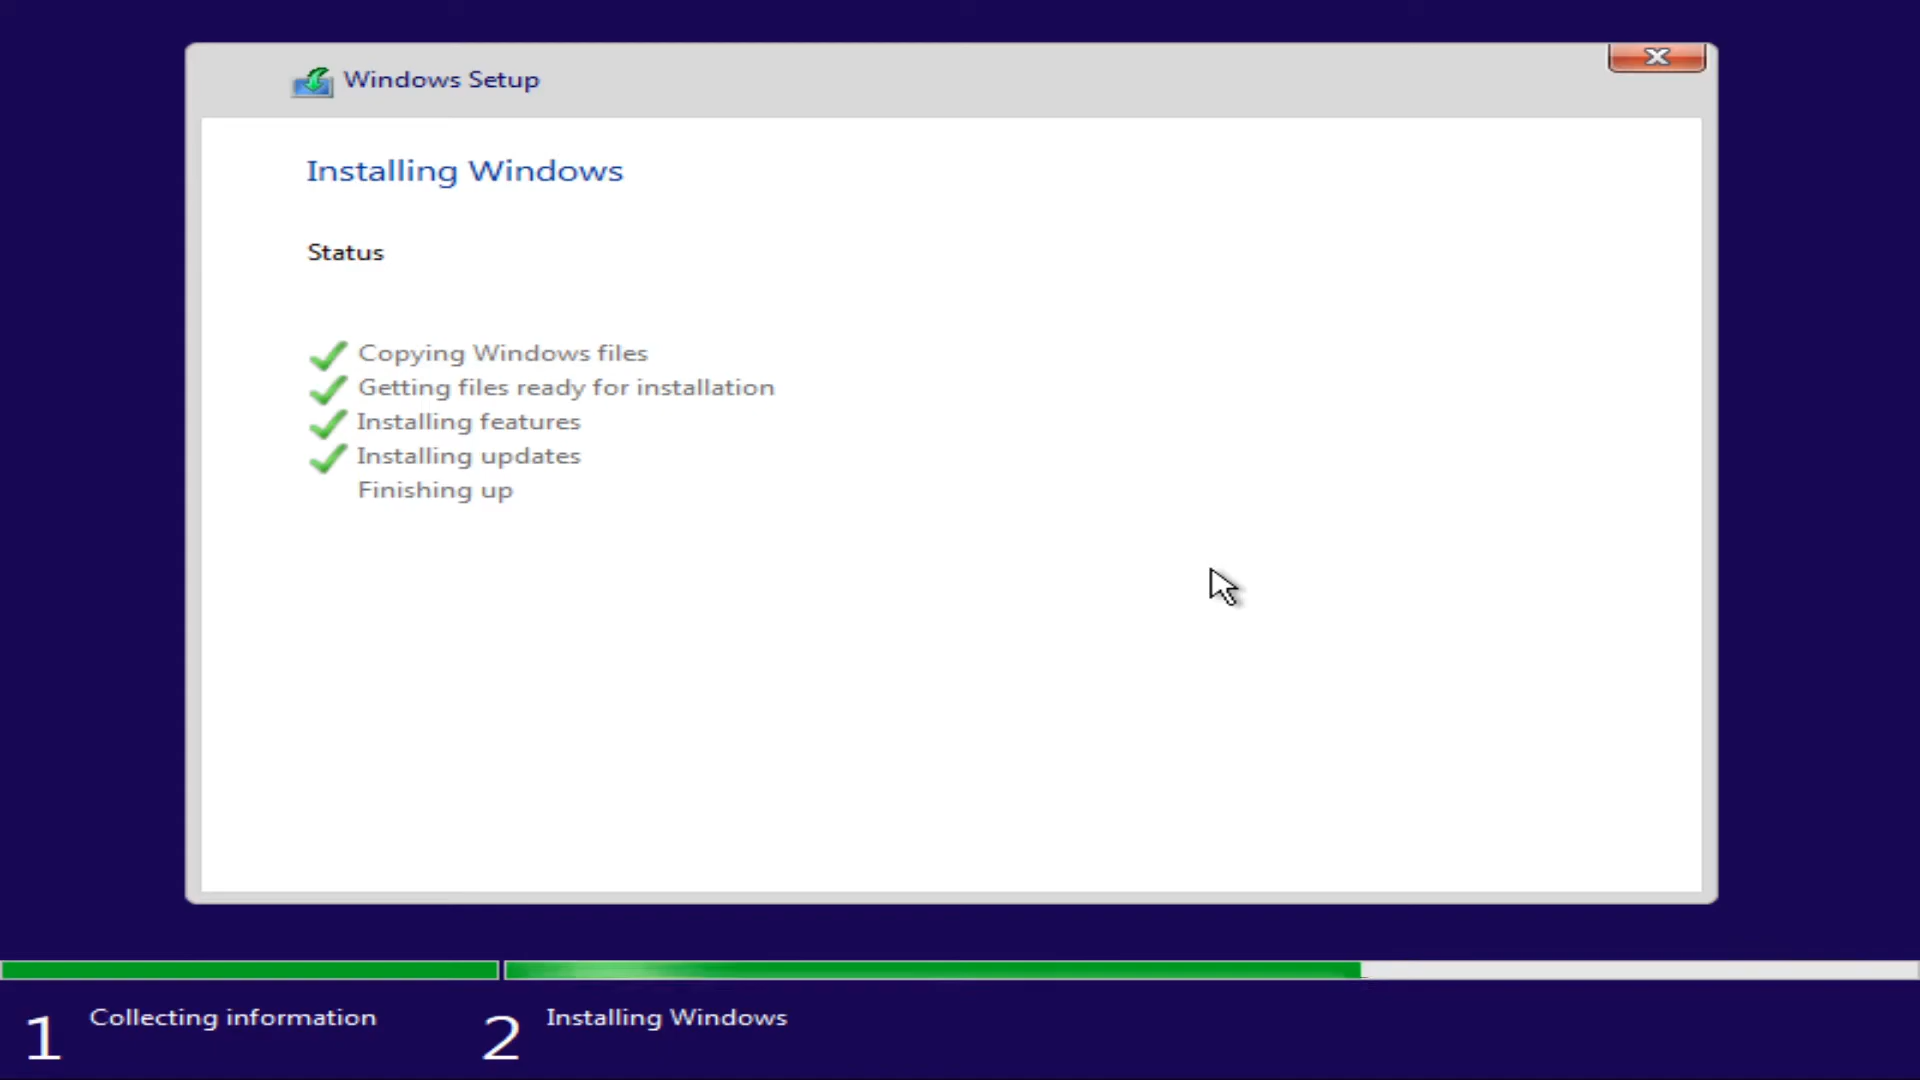 Windows Setup
Installing Windows
Status
Copying Windows files
Getting files ready for installation
Installing features
Installing updates
Finishing up
1 Collecting information
2 Installing Windows